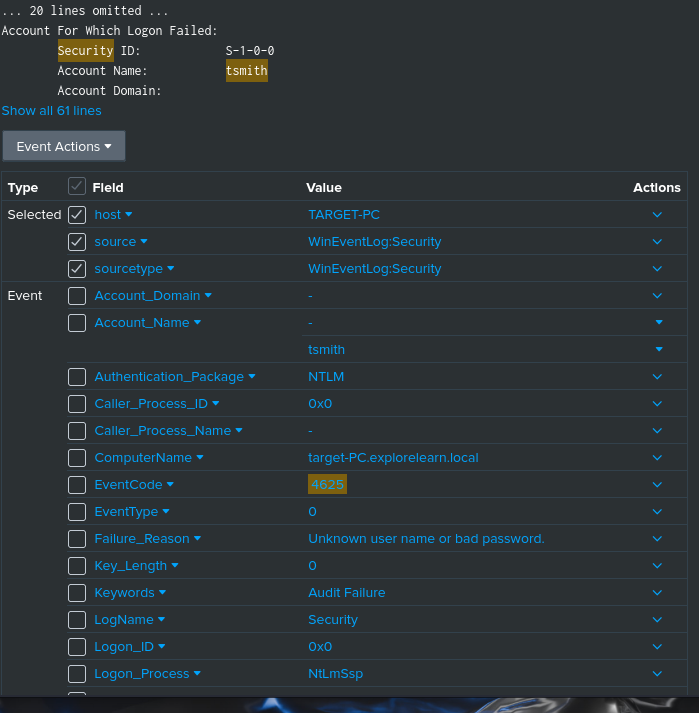 ... 20 lines omitted ...
Account For Which Logon Failed:
Security ID: S-1-0-0
Account Name: tsmith
Account Domain:
Show all 61 lines
Event Actions
Type Field Value Actions
Selected host TARGET-PC
source WinEventLog:Security
sourcetype WinEventLog:Security
Event Account_Domain -
Account_Name -
tsmith
Authentication_Package NTLM
Caller_Process_ID 0x0
Caller_Process_Name -
ComputerName target-PC.explorelearn.local
EventCode 4625
EventType 0
Failure_Reason Unknown user name or bad password.
Key_Length 0
Keywords Audit Failure
LogName Security
Logon_ID 0x0
Logon_Process NtLmSsp